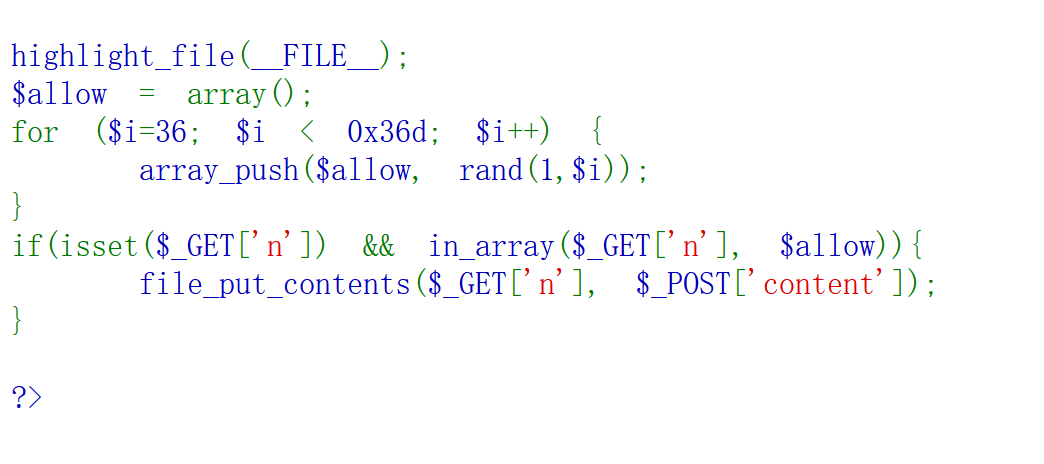 highlight_file(__FILE__);
$allow = array();
for ($i=36; $i < 0x36d; $i++) {
array_push($allow, rand(1,$i));
}
if(isset($_GET['n']) && in_array($_GET['n'], $allow)){
file_put_contents($_GET['n'], $_POST['content']);
}
?>